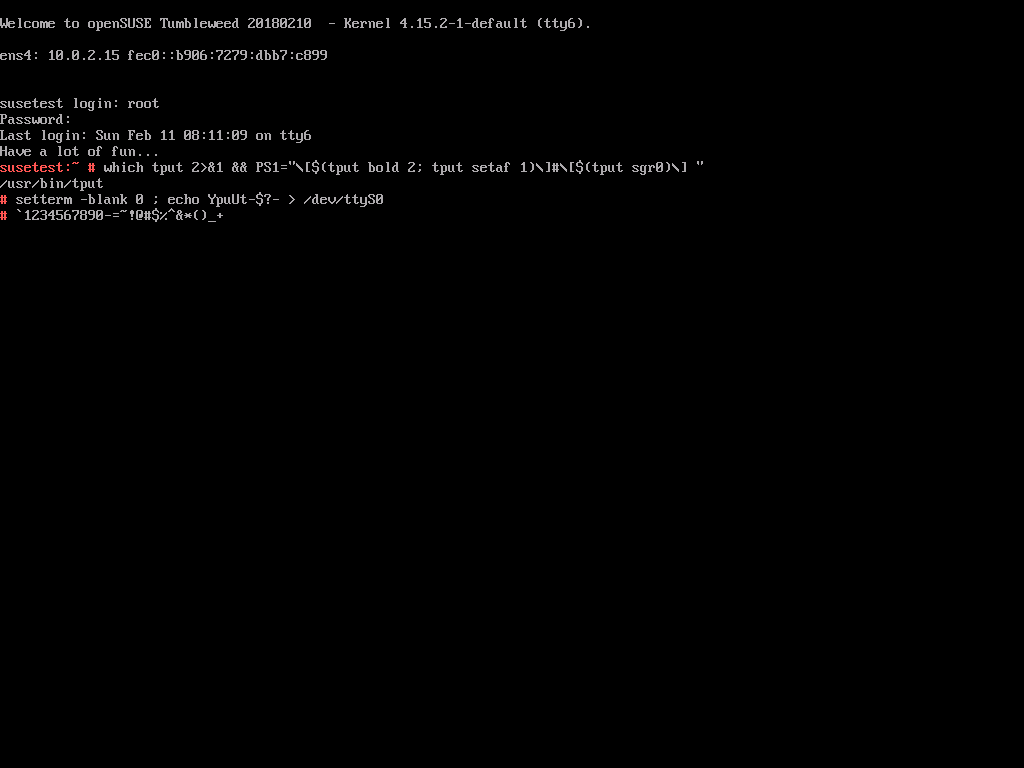 Welcome to openSUSE Tumbleweed 20180210  - Kernel 4.15.2-1-default (tty6).
ens4: 10.0.2.15 fec0::b906:7279:dbb7:c899
susetest login: root
Password:
Last login: Sun Feb 11 08:11:09 on tty6
Have a lot of fun...
susetest:~ # which tput 2>&1 && PS1="\[$(tput bold 2; tput setaf 1)\]#\[$(tput sgr0)\] "
/usr/bin/tput
# setterm -blank 0 ; echo YpuUt-$?- > /dev/ttyS0
# `1234567890-=~!@#$%^&*()_+